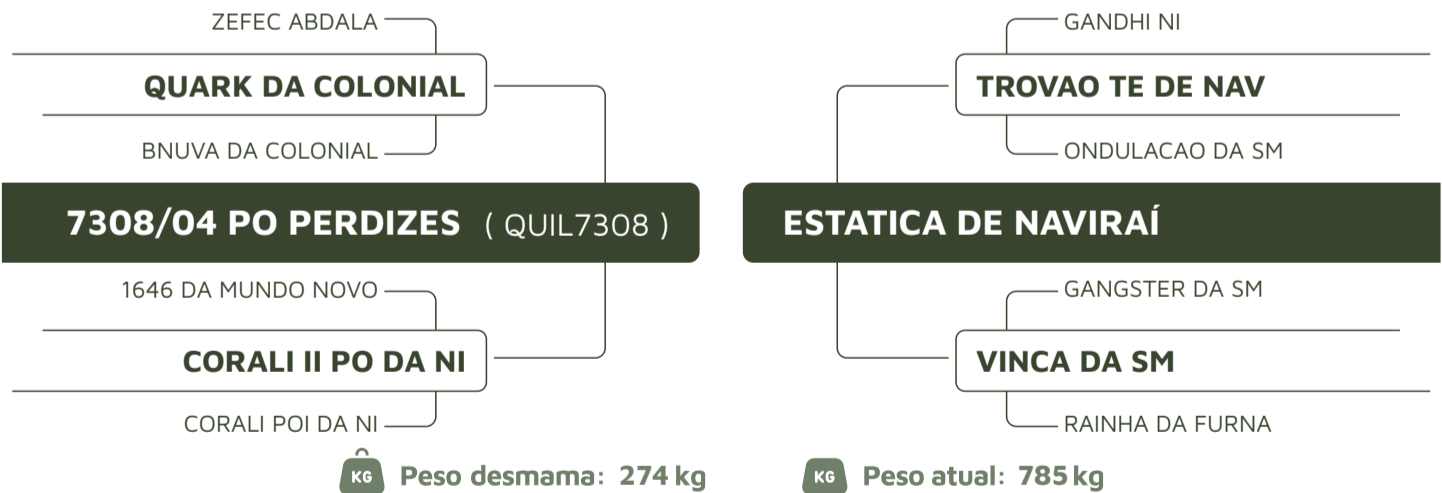 ZEFEC ABDALA
QUARK DA COLONIAL
BNUVA DA COLONIAL
7308/04 PO PERDIZES ( QUIL7308 )
1646 DA MUNDO NOVO
CORALI II PO DA NI
CORALI POI DA NI
GANDHI NI
TROVAO TE DE NAV
ONDULACAO DA SM
ESTATICA DE NAVIRAÍ
GANGSTER DA SM
VINCA DA SM
RAINHA DA FURNA
KG Peso desmama: 274 kg
KG Peso atual: 785 kg